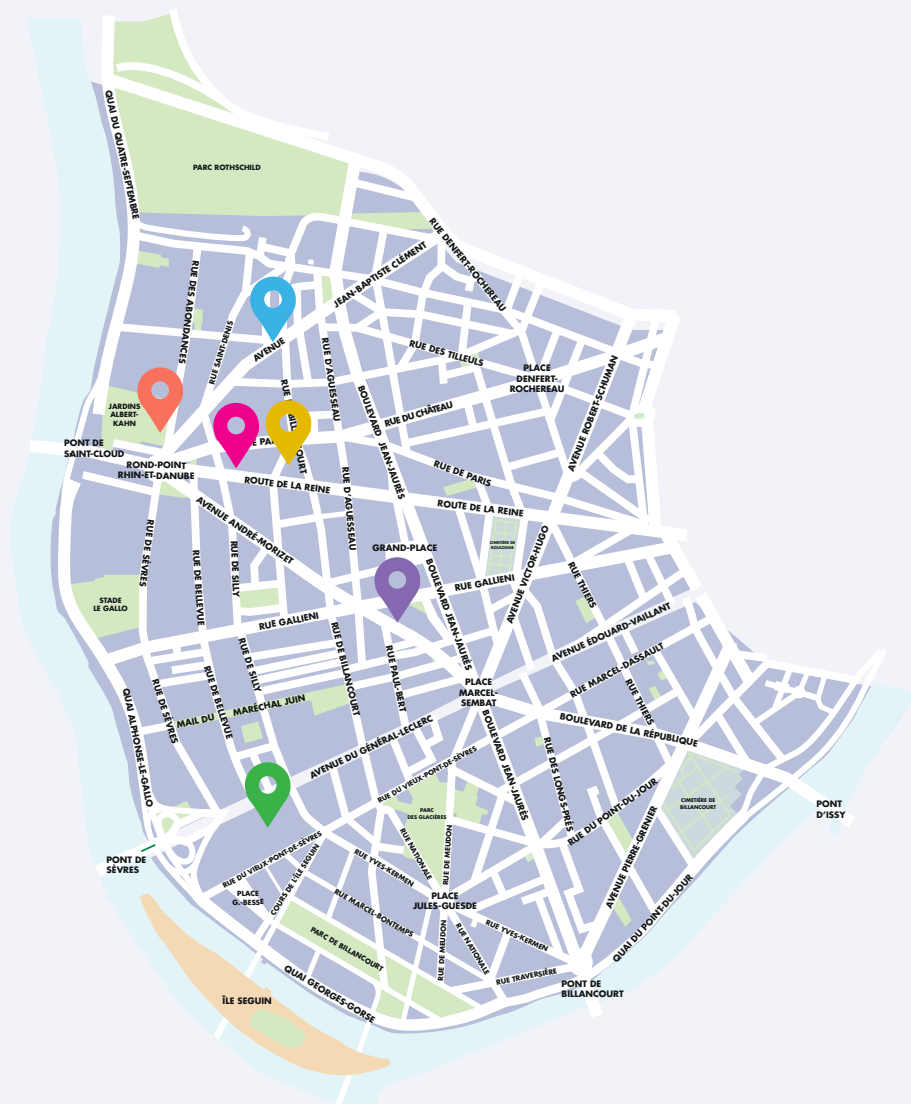 QUAI DU QUATRE-SEPTEMBRE
PARC ROTHSCHILD
RUE DENFERT-ROCHEREAU
JEAN-BAPTISTE CLÉMENT
AVENUE
RUE DES ABONDANCES
RUE SAINT-DENIS
RUE D'AGUESSEAU
RUE DES TILLEULS
PLACE
DENFERT-
ROCHEREAU
AVENUE ROBERT-SCHUMAN
BOULEVARD JEAN-JAURÈS
RUE DU CHÂTEAU
JARDINS
ALBERT-
KAHN
PONT DE
SAINT-CLOUD
ROND-POINT
RHIN-ET-DANUBE
ROUTE DE LA REINE
RUE D'AGUESSEAU
RUE DE PARIS
ROUTE DE LA REINE
AVENUE ANDRÉ-MORIZET
CIMETIÈRE DE
BOULOGNE
GRAND-PLACE
RUE DE SÈVRES
RUE DE BELLEVUE
RUE DE SILLY
BOULEVARD JEAN-JAURÈS
RUE GALLIENI
AVENUE VICTOR-HUGO
RUE THIERS
STADE
LE GALLO
RUE GALLIENI
AVENUE ÉDOUARD-VAILLANT
RUE MARCEL-DASSAULT
RUE DE BILLANCOURT
RUE PAUL-BERT
RUE DE SILLY
RUE DE BELLEVUE
RUE DE SÈVRES
QUAI ALPHONSE-LE-GALLO
MAIL DU
MARÉCHAL JUIN
PLACE
MARCEL-
SEMBAT
RUE THIERS
BOULEVARD DE LA RÉPUBLIQUE
AVENUE DU GÉNÉRAL-LECLERC
BOULEVARD JEAN-JAURÈS
RUE DES LONGS-PRÉS
RUE DU VIEUX-PONT-DE-SÈVRES
RUE DU POINT-DU-JOUR
CIMETIÈRE DE
BILLANCOURT
PONT
D'ISSY
PARC
DES GLACIÈRES
AVENUE PIERRE-GRENIER
PONT DE
SÈVRES
RUE DU VIEUX-PONT-DE-SÈVRES
RUE NATIONALE
RUE DE MEUDON
RUE YVES-KERMEN
COURS DE L'ÎLE SEGUIN
PLACE
G.-BESSE
PLACE
JULES-GUESDE
RUE MARCEL-BONTEMPS
QUAI DU POINT-DU-JOUR
PARC DE BILLANCOURT
RUE DE MEUDON
RUE NATIONALE
RUE YVES-KERMEN
RUE TRAVERSIÈRE
QUAI GEORGES-GORSE
PONT DE
BILLANCOURT
ÎLE SEGUIN